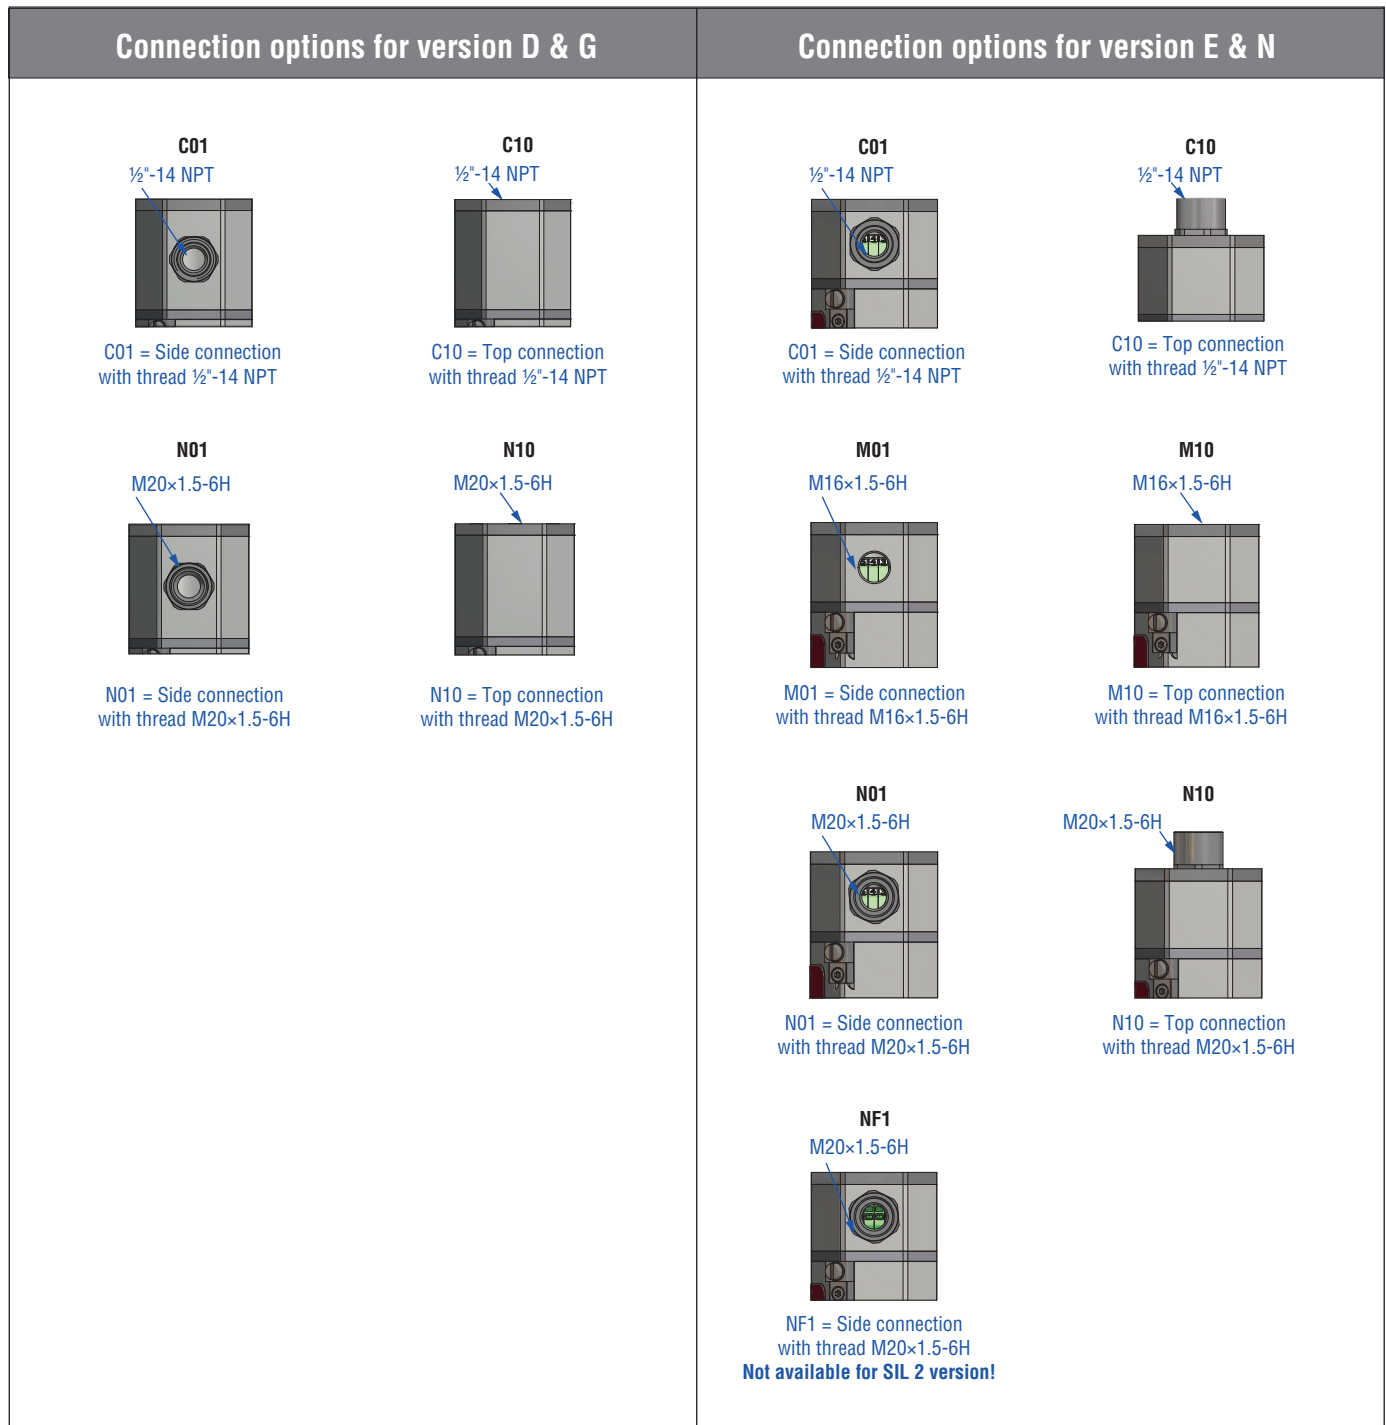 Connection options for version D & G
C01
½"-14 NPT
C01 = Side connection
with thread ½"-14 NPT
C10
½"-14 NPT
C10 = Top connection
with thread ½"-14 NPT
N01
M20×1.5-6H
N01 = Side connection
with thread M20×1.5-6H
N10
M20×1.5-6H
N10 = Top connection
with thread M20×1.5-6H
Connection options for version E & N
C01
½"-14 NPT
C01 = Side connection
with thread ½"-14 NPT
C10
½"-14 NPT
C10 = Top connection
with thread ½"-14 NPT
M01
M16×1.5-6H
M01 = Side connection
with thread M16×1.5-6H
M10
M16×1.5-6H
M10 = Top connection
with thread M16×1.5-6H
N01
M20×1.5-6H
N01 = Side connection
with thread M20×1.5-6H
N10
M20×1.5-6H
N10 = Top connection
with thread M20×1.5-6H
NF1
M20×1.5-6H
NF1 = Side connection
with thread M20×1.5-6H
Not available for SIL 2 version!